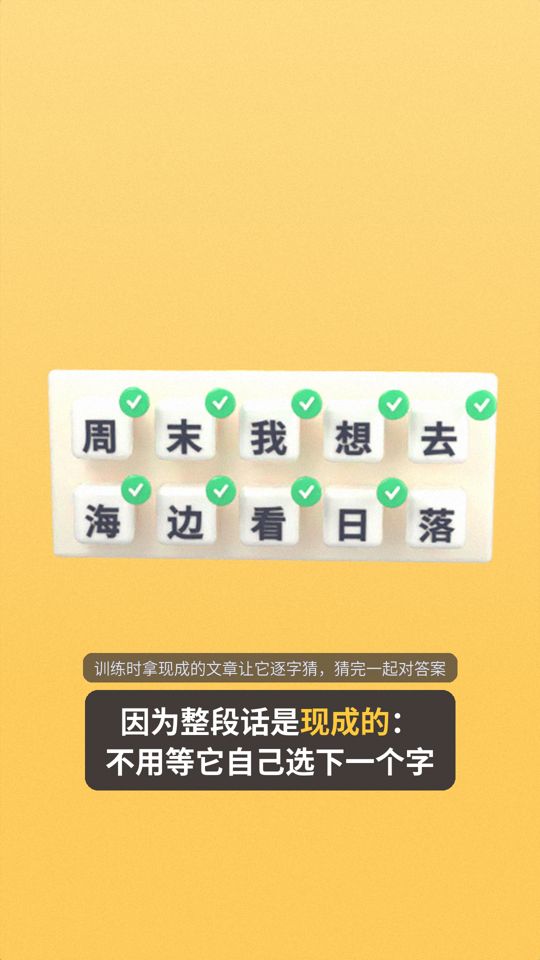 周末我想去
海边看日落
训练时拿现成的文章让它逐字猜，猜完一起对答案
因为整段话是现成的：
不用等它自己选下一个字